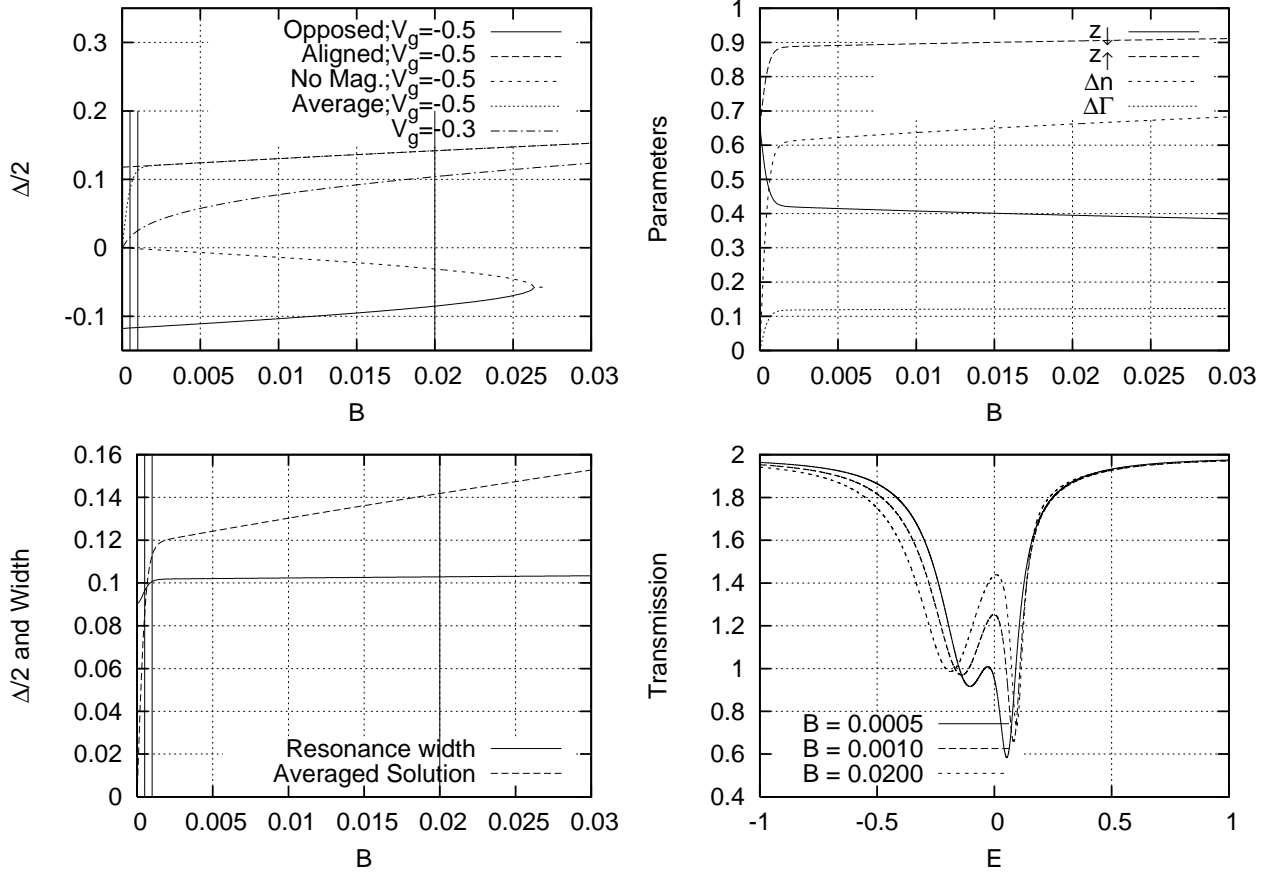 Opposed;V_g=-0.5
Aligned;V_g=-0.5
No Mag.;V_g=-0.5
Average;V_g=-0.5
V_g=-0.3
0.3
0.2
0.1
0
-0.1
Δ/2
0 0.005 0.01 0.015 0.02 0.025 0.03
B
z↓
z↑
Δn
ΔΓ
1
0.9
0.8
0.7
0.6
0.5
0.4
0.3
0.2
0.1
0
Parameters
0 0.005 0.01 0.015 0.02 0.025 0.03
B
0.16
0.14
0.12
0.1
0.08
0.06
0.04
0.02
0
Δ/2 and Width
Resonance width
Averaged Solution
0 0.005 0.01 0.015 0.02 0.025 0.03
B
2
1.8
1.6
1.4
1.2
1
0.8
0.6
0.4
Transmission
B = 0.0005
B = 0.0010
B = 0.0200
-1 -0.5 0 0.5 1
E